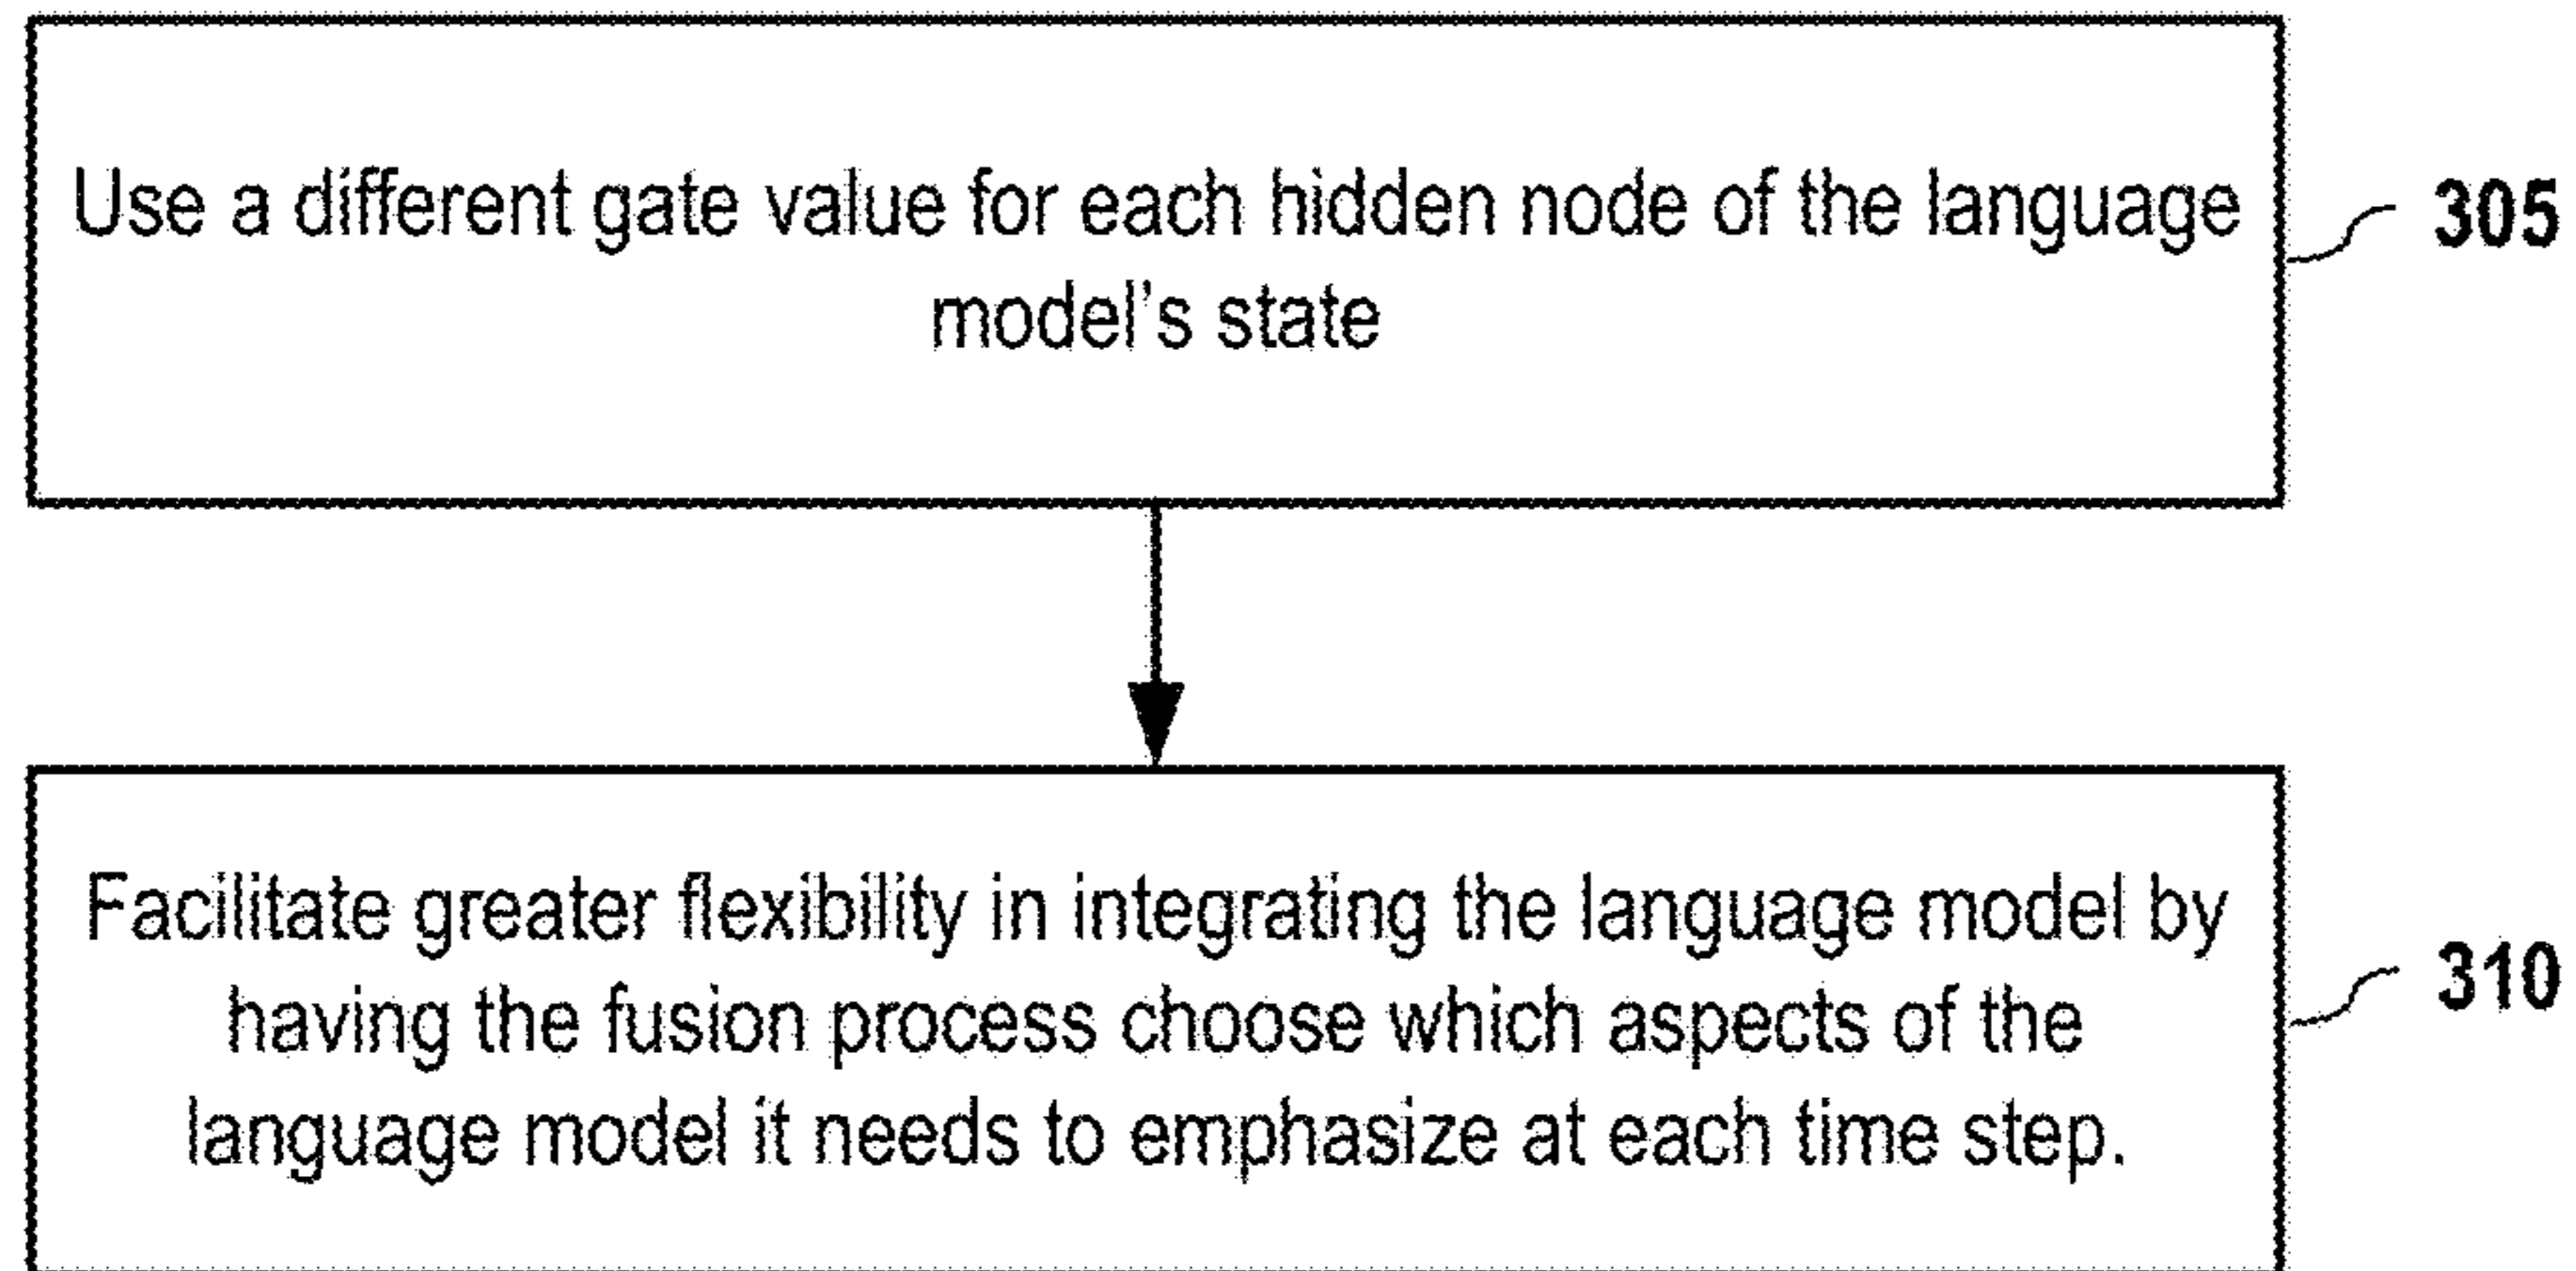 Use a different gate value for each hidden node of the language
model's state
305
Facilitate greater flexibility in integrating the language model by
having the fusion process choose which aspects of the
language model it needs to emphasize at each time step.
310